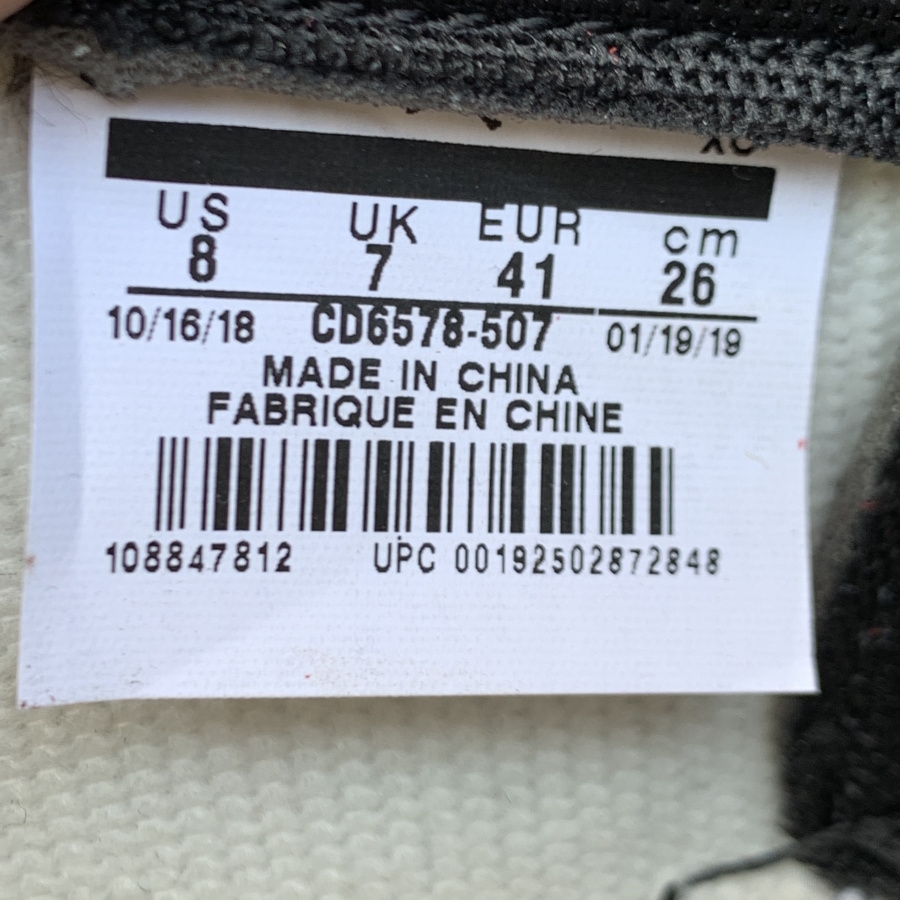 US UK EUR cm
8 7 41 26
10/16/18 CD6578-507 01/19/19
MADE IN CHINA
FABRIQUE EN CHINE
108847812 UPC 00192502872848